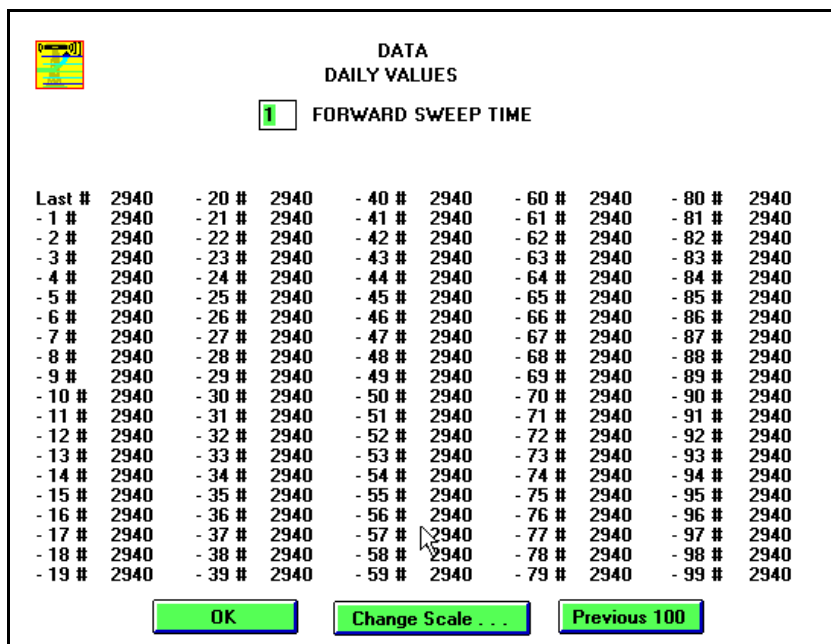 DATA
DAILY VALUES
1 FORWARD SWEEP TIME
Last # 2940 - 20 # 2940 - 40 # 2940 - 60 # 2940 - 80 # 2940
- 1 # 2940 - 21 # 2940 - 41 # 2940 - 61 # 2940 - 81 # 2940
- 2 # 2940 - 22 # 2940 - 42 # 2940 - 62 # 2940 - 82 # 2940
- 3 # 2940 - 23 # 2940 - 43 # 2940 - 63 # 2940 - 83 # 2940
- 4 # 2940 - 24 # 2940 - 44 # 2940 - 64 # 2940 - 84 # 2940
- 5 # 2940 - 25 # 2940 - 45 # 2940 - 65 # 2940 - 85 # 2940
- 6 # 2940 - 26 # 2940 - 46 # 2940 - 66 # 2940 - 86 # 2940
- 7 # 2940 - 27 # 2940 - 47 # 2940 - 67 # 2940 - 87 # 2940
- 8 # 2940 - 28 # 2940 - 48 # 2940 - 68 # 2940 - 88 # 2940
- 9 # 2940 - 29 # 2940 - 49 # 2940 - 69 # 2940 - 89 # 2940
- 10 # 2940 - 30 # 2940 - 50 # 2940 - 70 # 2940 - 90 # 2940
- 11 # 2940 - 31 # 2940 - 51 # 2940 - 71 # 2940 - 91 # 2940
- 12 # 2940 - 32 # 2940 - 52 # 2940 - 72 # 2940 - 92 # 2940
- 13 # 2940 - 33 # 2940 - 53 # 2940 - 73 # 2940 - 93 # 2940
- 14 # 2940 - 34 # 2940 - 54 # 2940 - 74 # 2940 - 94 # 2940
- 15 # 2940 - 35 # 2940 - 55 # 2940 - 75 # 2940 - 95 # 2940
- 16 # 2940 - 36 # 2940 - 56 # 2940 - 76 # 2940 - 96 # 2940
- 17 # 2940 - 37 # 2940 - 57 # 2940 - 77 # 2940 - 97 # 2940
- 18 # 2940 - 38 # 2940 - 58 # 2940 - 78 # 2940 - 98 # 2940
- 19 # 2940 - 39 # 2940 - 59 # 2940 - 79 # 2940 - 99 # 2940
OK Change Scale . . . Previous 100